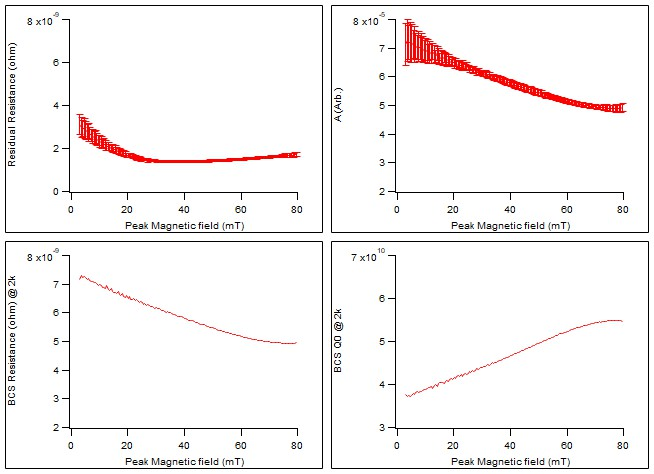 8 x10⁻⁹
6
4
2
0
Residual Resistance (ohm)
0 20 40 60 80
Peak Magnetic field (mT)
8 x10⁻⁵
7
6
5
4
3
2
A (Arb.)
0 20 40 60 80
Peak Magnetic field (mT)
8 x10⁻⁹
7
6
5
4
3
2
BCS Resistance (ohm) @ 2k
0 20 40 60 80
Peak Magnetic field (mT)
7 x10¹⁰
6
5
4
3
BCS Q0 @ 2k
0 20 40 60 80
Peak Magnetic field (mT)